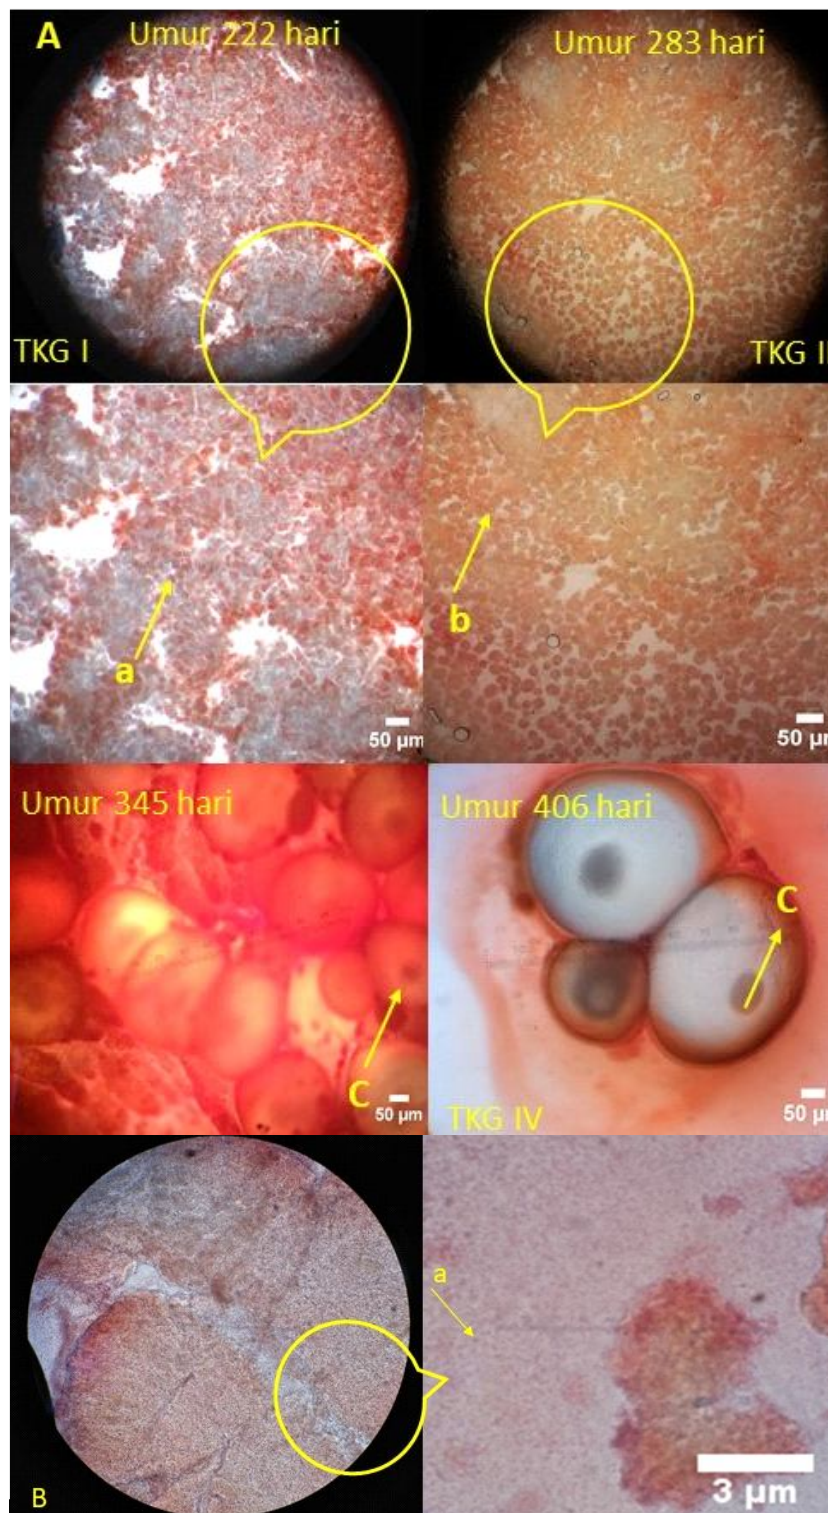 A
Umur 222 hari
Umur 283 hari
TKG I
TKG II
a
b
50 µm
50 µm
Umur 345 hari
Umur 406 hari
C
C
50 µm
TKG IV
50 µm
a
B
3 µm